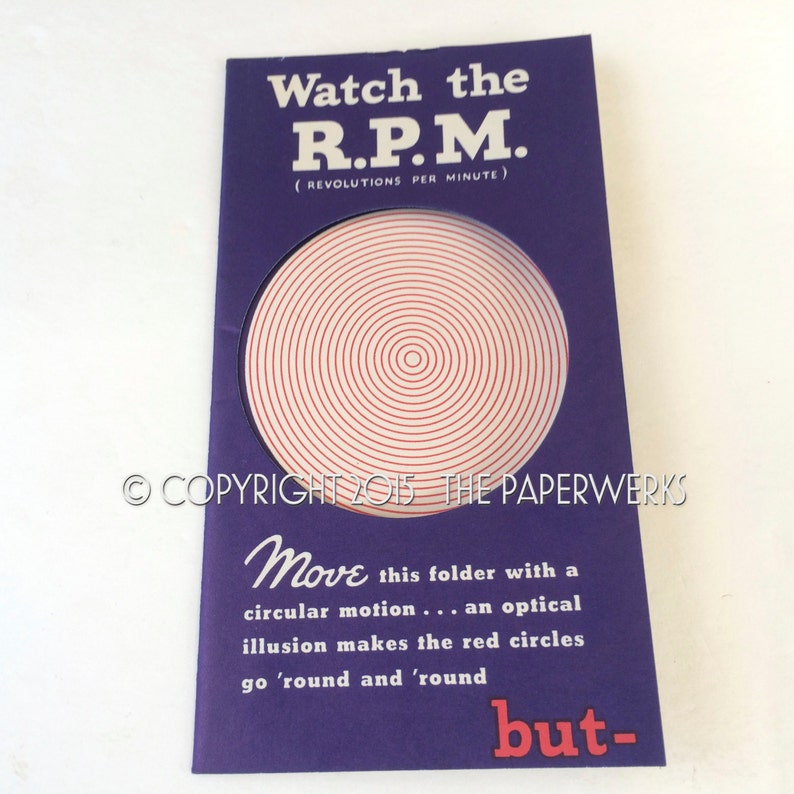 Watch the
R.P.M.
( REVOLUTIONS PER MINUTE )
© COPYRIGHT 2015 THE PAPERWERKS
Move this folder with a
circular motion . . . an optical
illusion makes the red circles
go 'round and 'round
but-